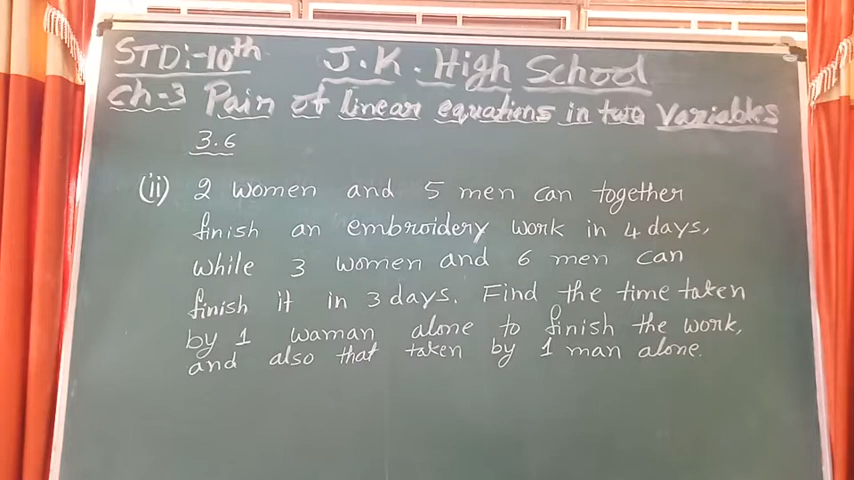 STD:-10th J.K. High School
Ch-3 Pair of linear equations in two Variables
3.6
(ii) 2 women and 5 men can together
finish an embroidery work in 4 days,
while 3 women and 6 men can
finish it in 3 days. Find the time taken
by 1 waman alone to finish the work,
and also that taken by 1 man alone.